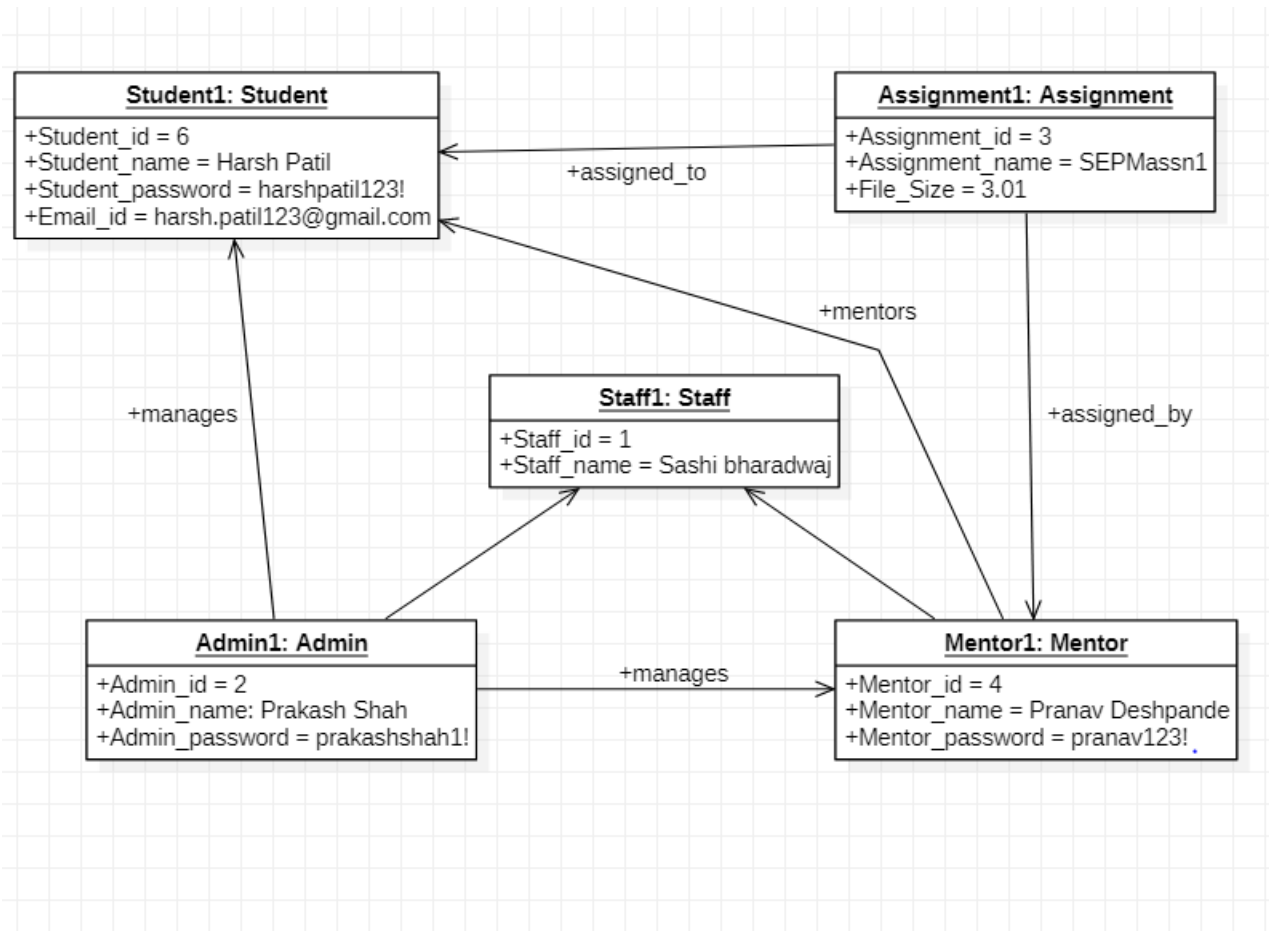 Student1: Student
+Student_id = 6
+Student_name = Harsh Patil
+Student_password = harshpatil123!
+Email_id = harsh.patil123@gmail.com
Assignment1: Assignment
+Assignment_id = 3
+Assignment_name = SEPMassn1
+File_Size = 3.01
+assigned_to
+mentors
+manages
+assigned_by
Staff1: Staff
+Staff_id = 1
+Staff_name = Sashi bharadwaj
Admin1: Admin
+Admin_id = 2
+Admin_name: Prakash Shah
+Admin_password = prakashshah1!
+manages
Mentor1: Mentor
+Mentor_id = 4
+Mentor_name = Pranav Deshpande
+Mentor_password = pranav123!